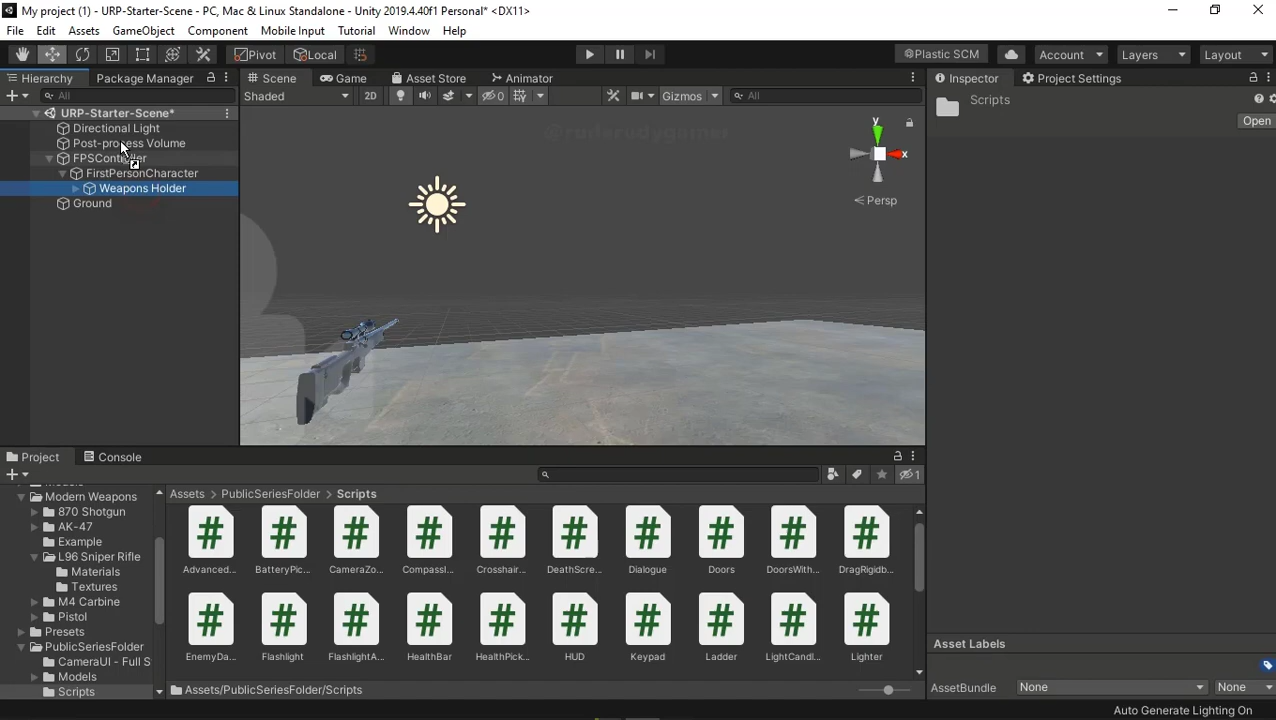 My project (1) - URP-Starter-Scene - PC, Mac & Linux Standalone - Unity 2019.4.40f1 Personal* <DX11>
File Edit Assets GameObject Component Mobile Input Tutorial Window Help
Pivot Local Plastic SCM Account Layers Layout
Hierarchy Package Manager Scene Game Asset Store Animator Inspector Project Settings
All Shaded 2D 0 Gizmos All Scripts
Open
URP-Starter-Scene*
Directional Light
Post-process Volume
FPSController
FirstPersonCharacter
Weapons Holder
Ground
@ruderudygamer
y
x
Persp
Project Console
1
Assets > PublicSeriesFolder > Scripts
Modern Weapons
870 Shotgun
AK-47
Example
L96 Sniper Rifle
Materials
Textures
M4 Carbine
Pistol
Presets
PublicSeriesFolder
CameraUI - Full S
Models
Scripts
Advanced... BatteryPic... CameraZo... CompassI... Crosshair... DeathScre... Dialogue Doors DoorsWith... DragRigidb...
EnemyDa... Flashlight FlashlightA... HealthBar HealthPick... HUD Keypad Ladder LightCandl... Lighter
Assets/PublicSeriesFolder/Scripts
Asset Labels
AssetBundle None None
Auto Generate Lighting On